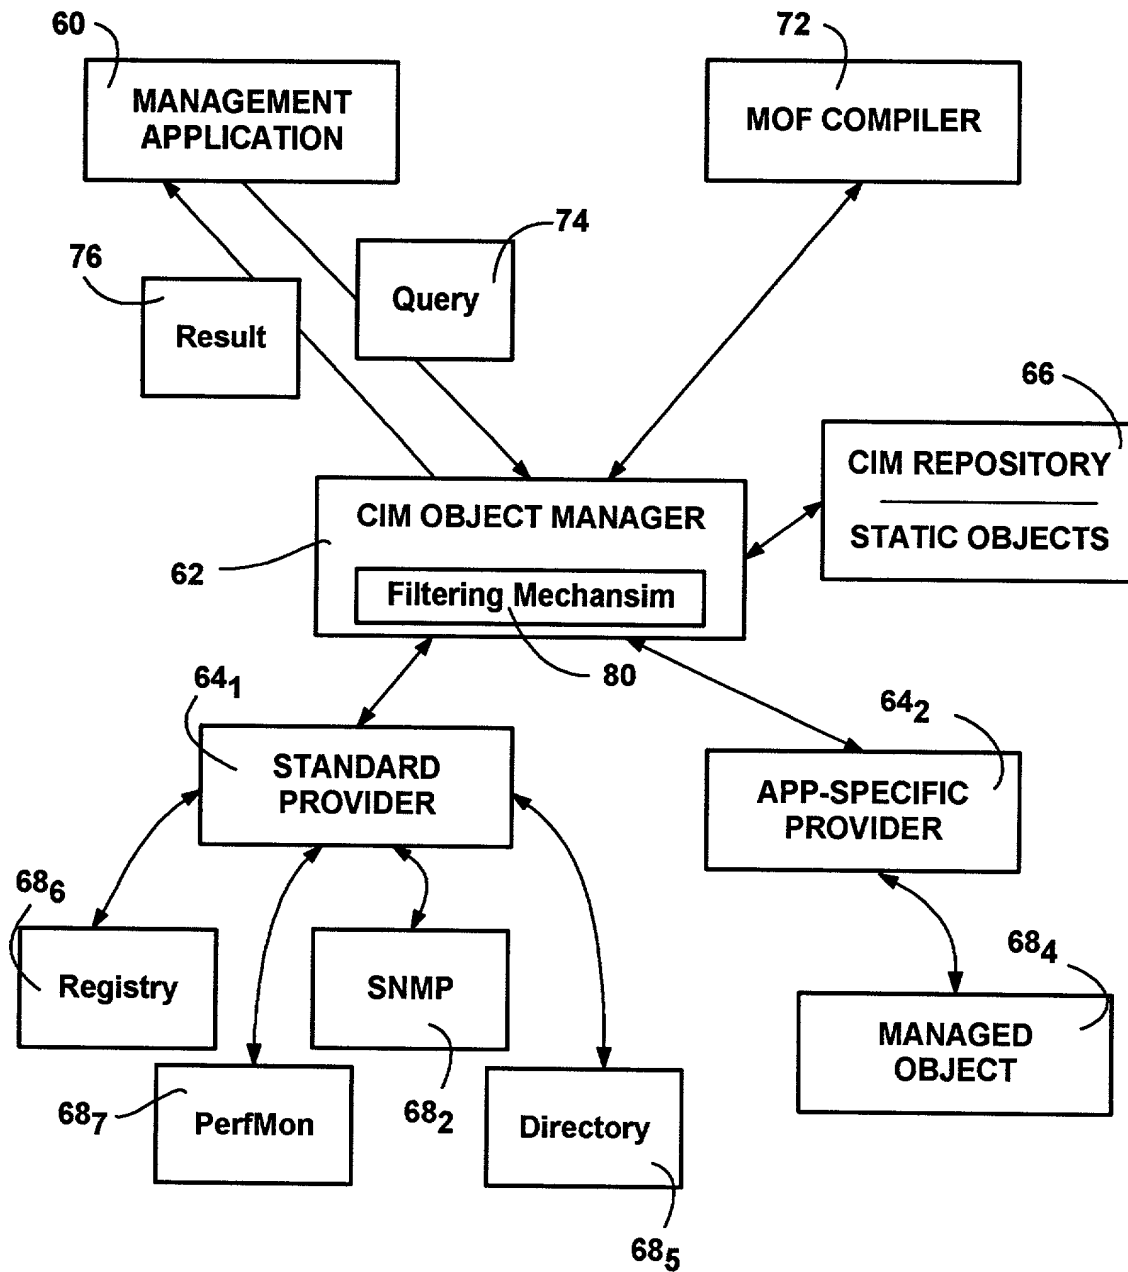 60
72
MANAGEMENT
APPLICATION
MOF COMPILER
74
76
Query
Result
66
CIM REPOSITORY
STATIC OBJECTS
CIM OBJECT MANAGER
62
Filtering Mechansim
80
64₁
64₂
STANDARD
PROVIDER
APP-SPECIFIC
PROVIDER
68₆
Registry
SNMP
68₄
MANAGED
OBJECT
68₇
PerfMon
68₂
Directory
68₅